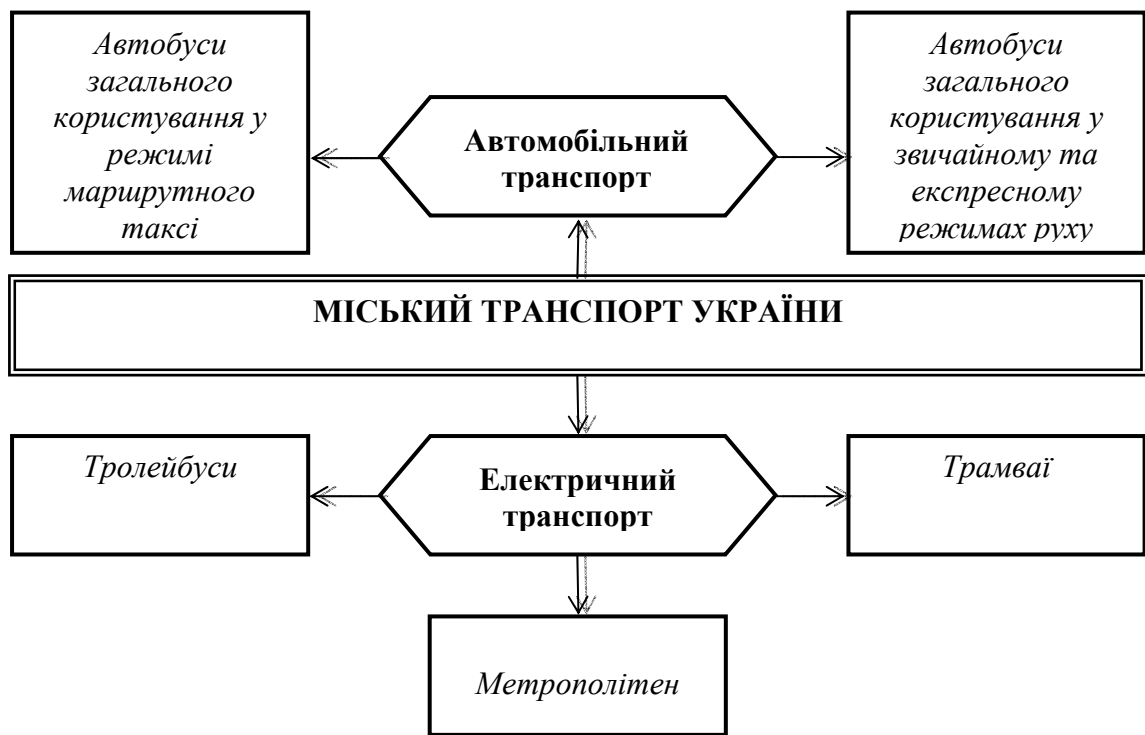 Автобуси
загального
користування у
режимі
маршрутного
таксі
Автомобільний
транспорт
Автобуси
загального
користування у
звичайному та
експресному
режимах руху
МІСЬКИЙ ТРАНСПОРТ УКРАЇНИ
Тролейбуси
Електричний
транспорт
Трамваї
Метрополітен